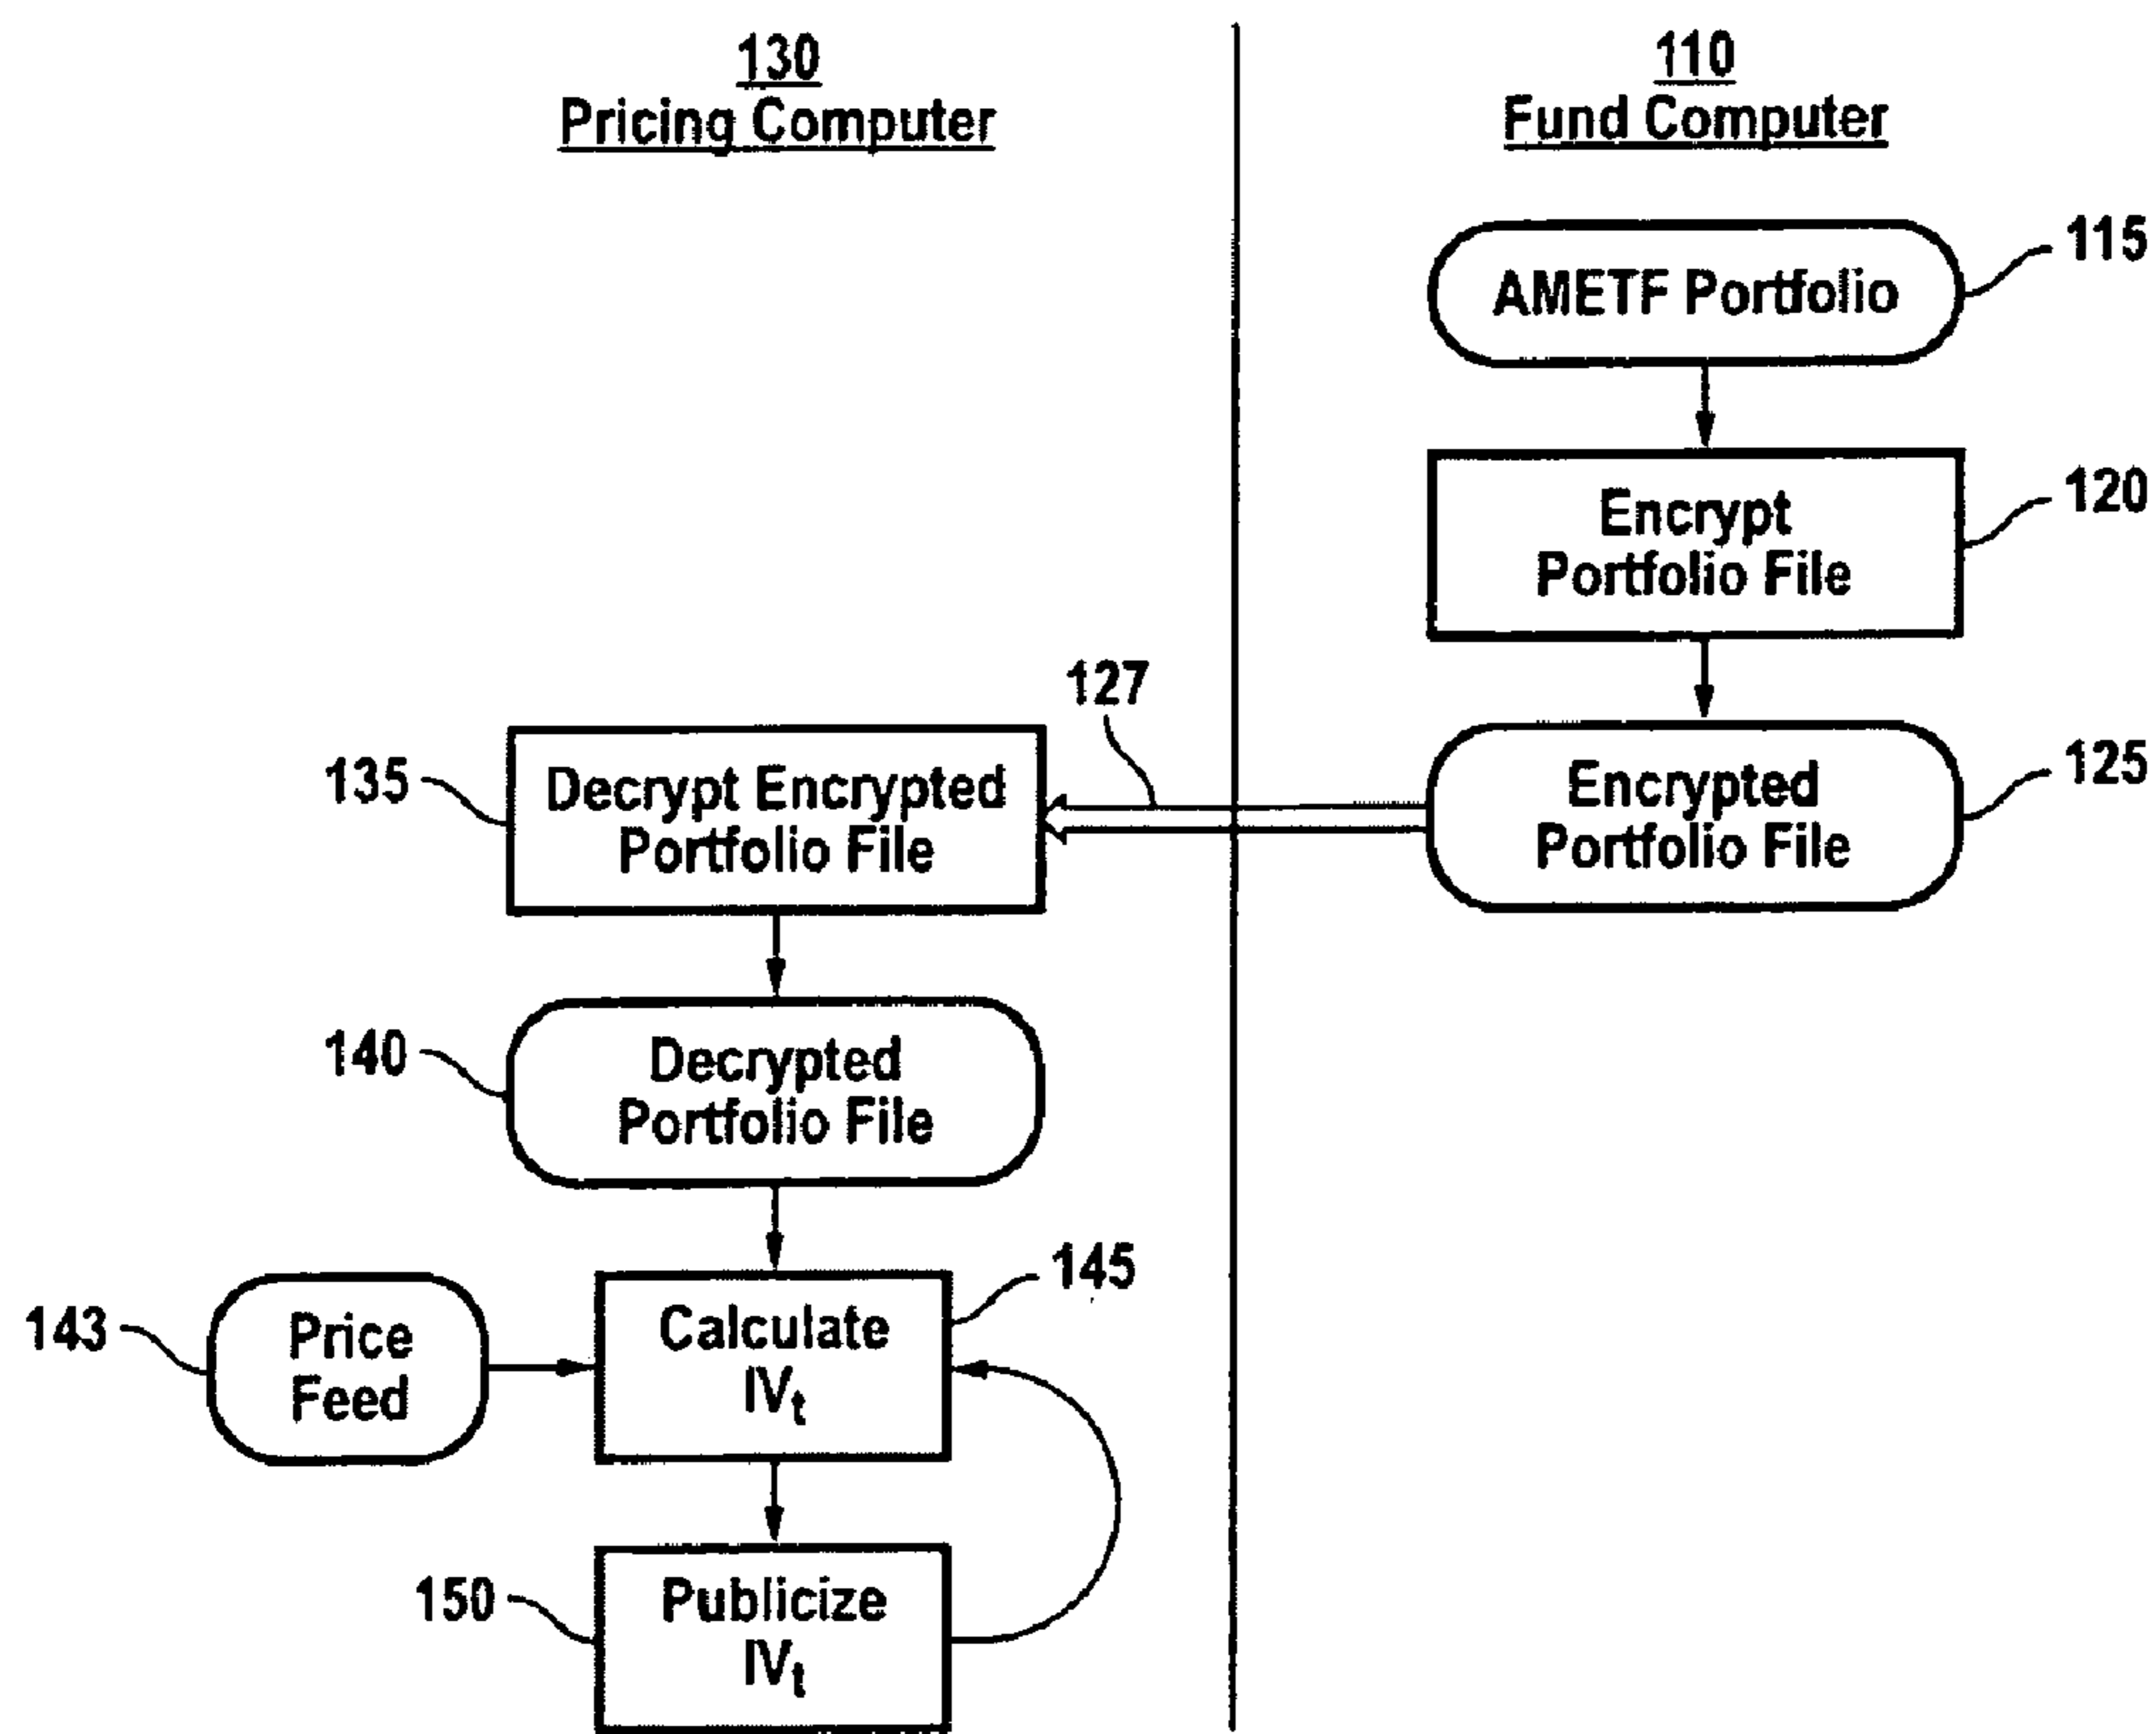 130
Pricing Computer
110
Fund Computer
AMETF Portfolio
115
Encrypt
Portfolio File
120
127
135
Decrypt Encrypted
Portfolio File
Encrypted
Portfolio File
125
140
Decrypted
Portfolio File
143
Price
Feed
Calculate
IVt
145
150
Publicize
IVt